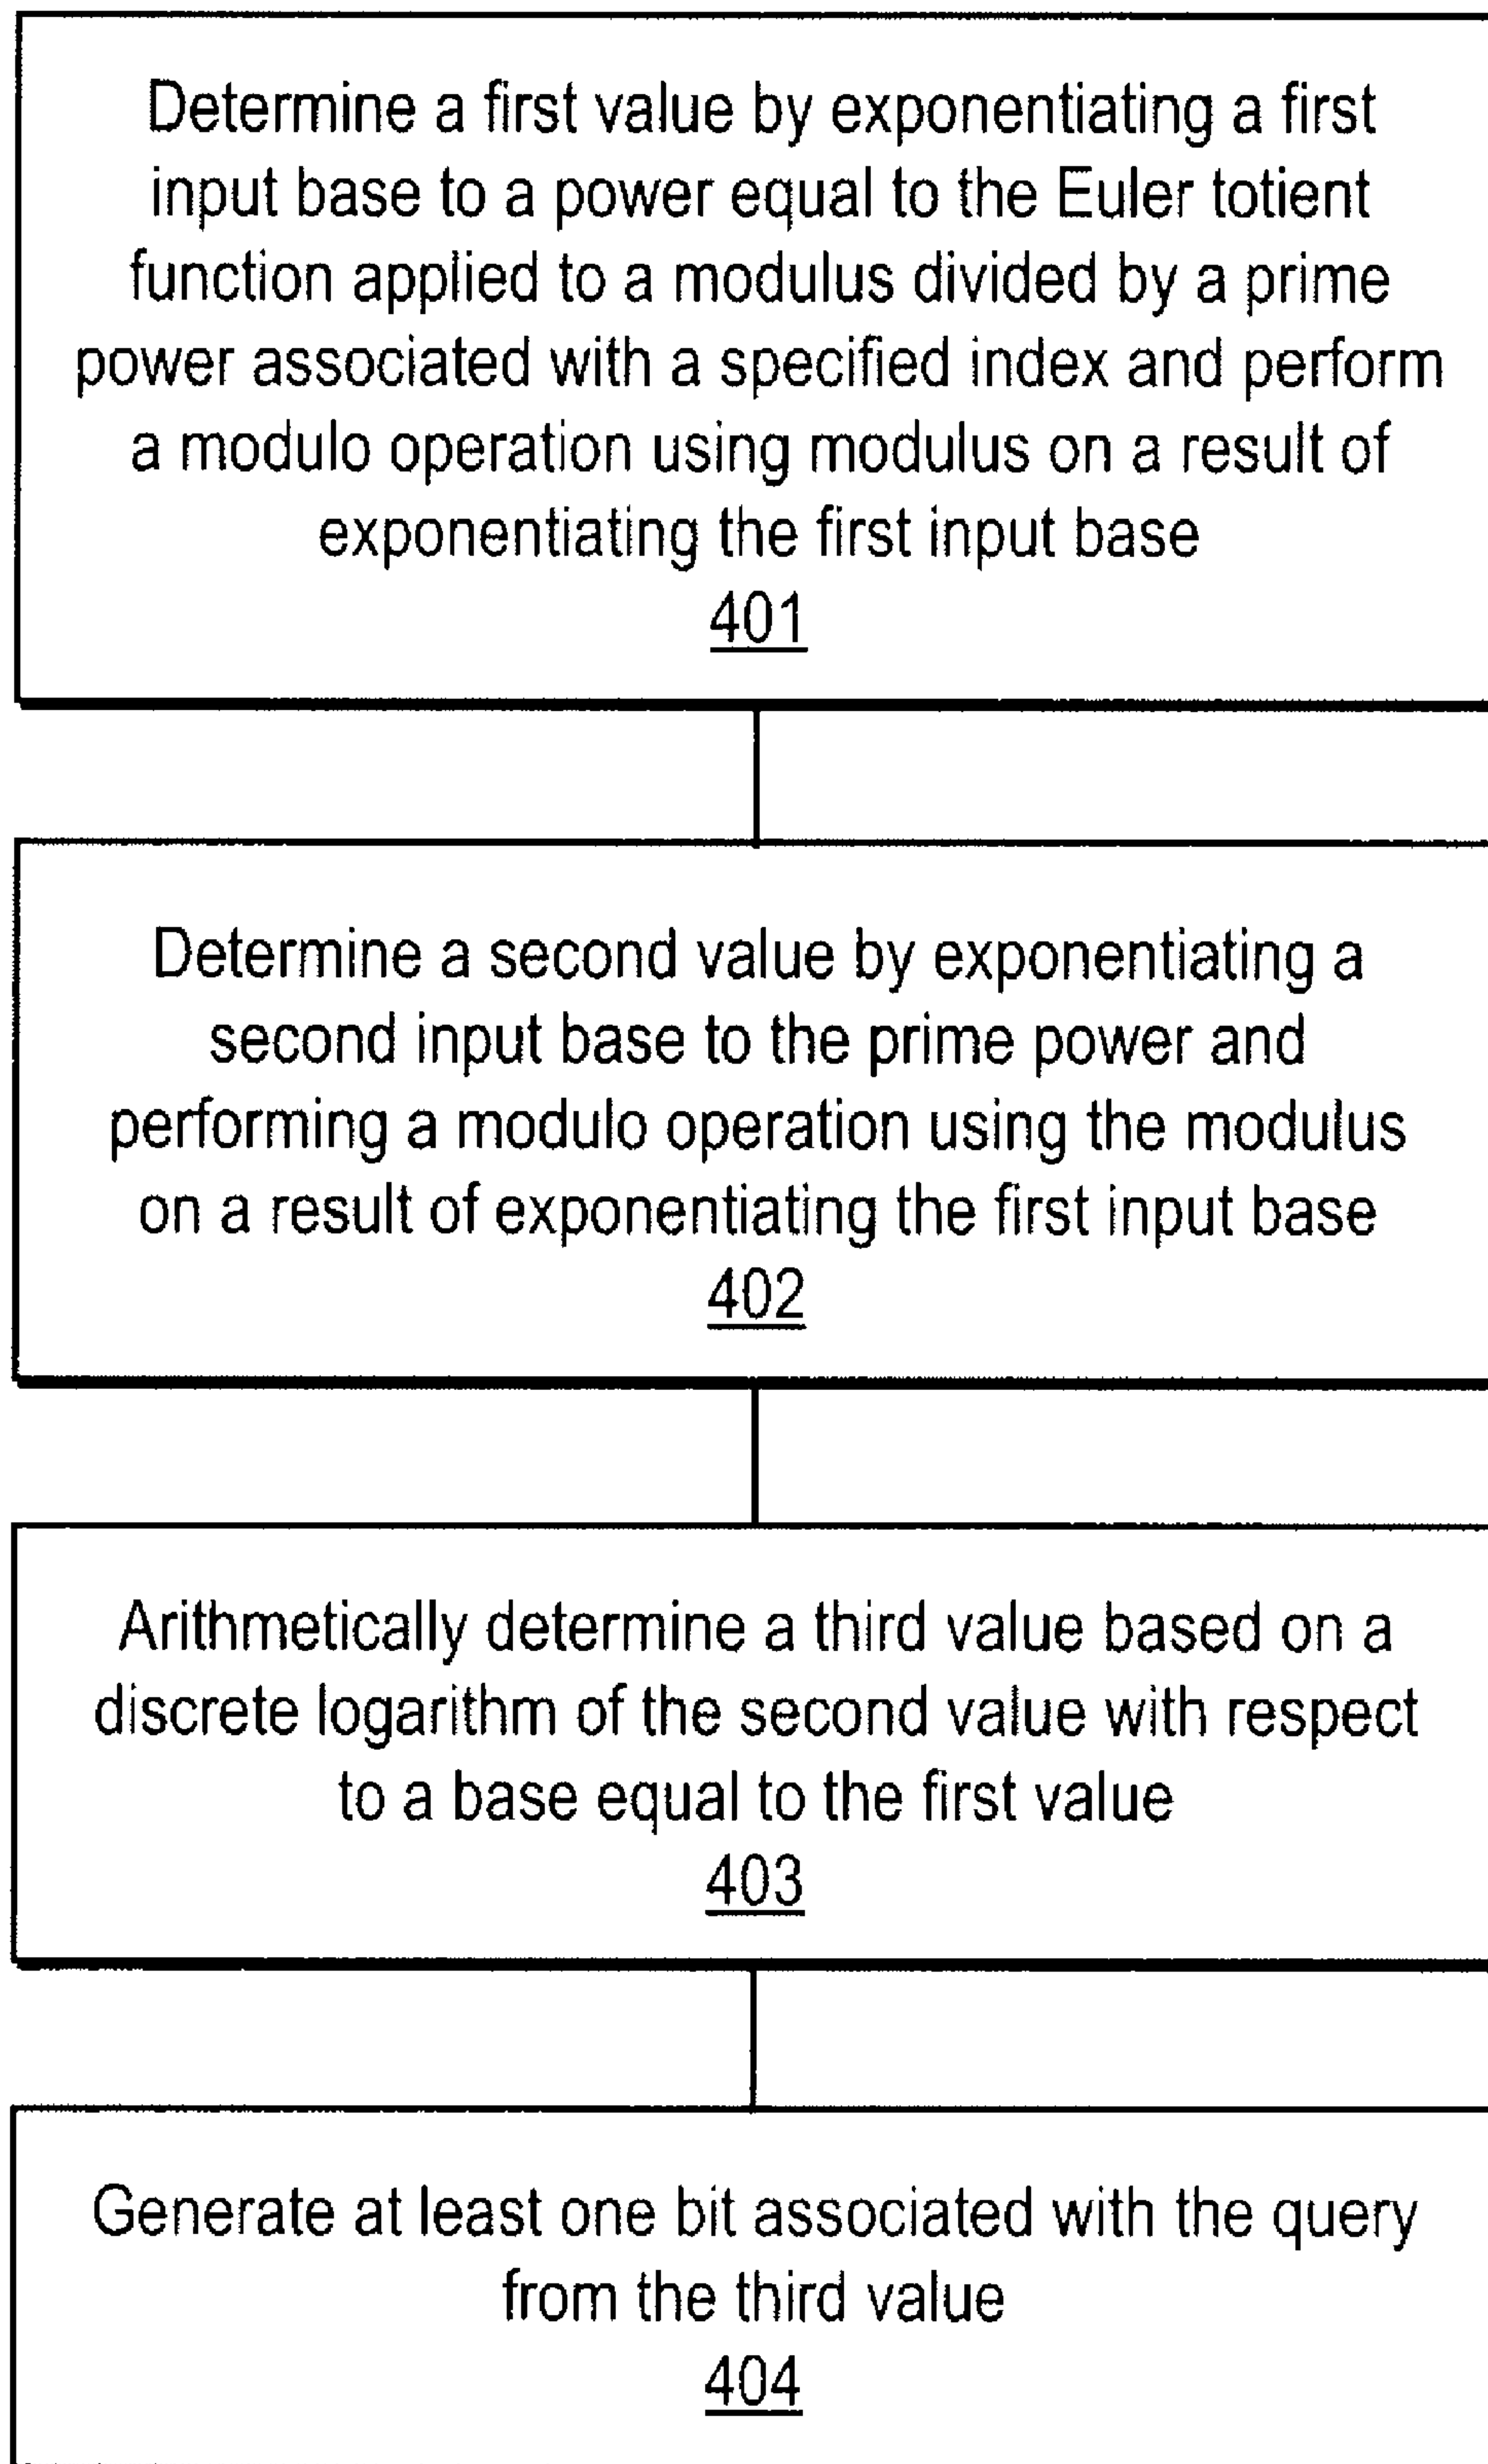 Determine a first value by exponentiating a first
input base to a power equal to the Euler totient
function applied to a modulus divided by a prime
power associated with a specified index and perform
a modulo operation using modulus on a result of
exponentiating the first input base
401
Determine a second value by exponentiating a
second input base to the prime power and
performing a modulo operation using the modulus
on a result of exponentiating the first input base
402
Arithmetically determine a third value based on a
discrete logarithm of the second value with respect
to a base equal to the first value
403
Generate at least one bit associated with the query
from the third value
404